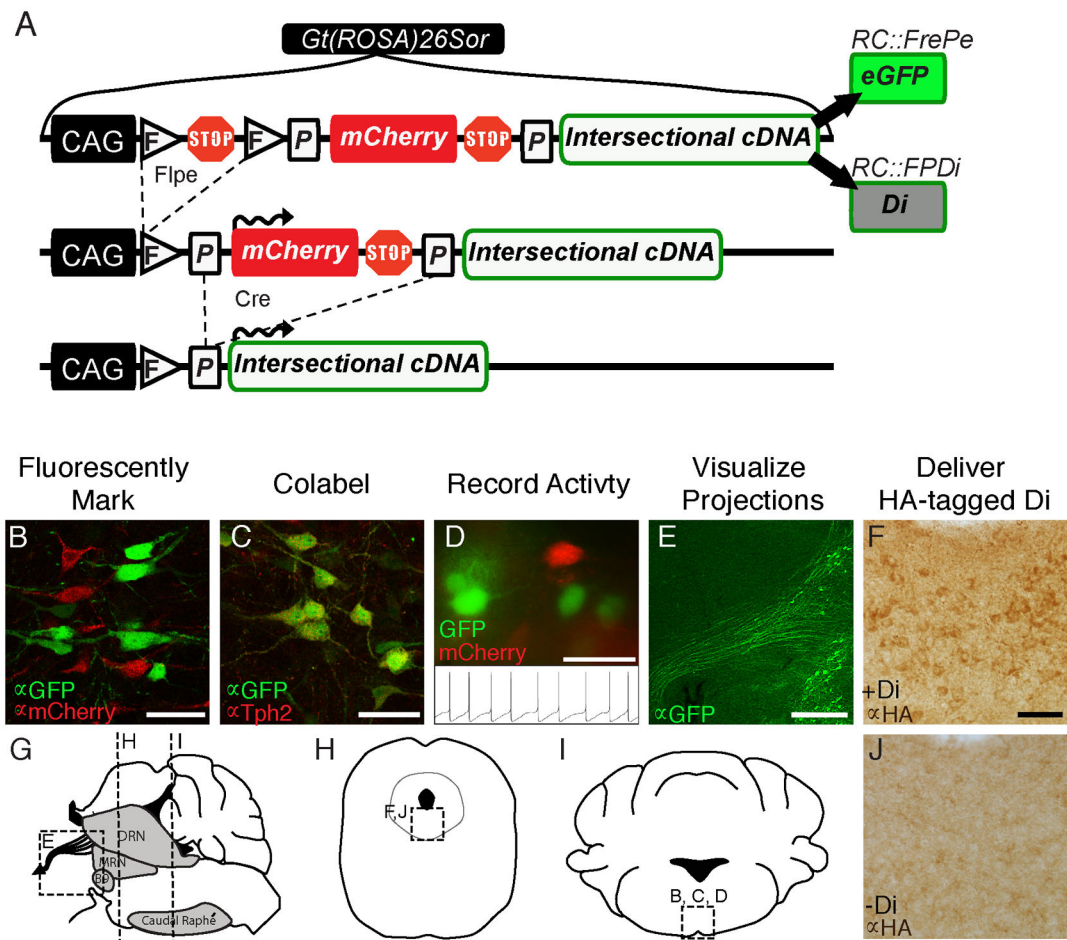 A
Gt(ROSA)26Sor
RC::FrePe
eGFP
CAG F STOP F P mCherry STOP P Intersectional cDNA
Flpe
RC::FPDi
Di
CAG F P mCherry STOP P Intersectional cDNA
Cre
CAG F P Intersectional cDNA
Fluorescently
Mark
Colabel
Record Activty
Visualize
Projections
Deliver
HA-tagged Di
B
∝GFP
∝mCherry
C
∝GFP
∝Tph2
D
GFP
mCherry
E
∝GFP
F
+Di
∝HA
G
H
I
E
DRN
MRN
B9
Caudal Raphé
H
F,J
I
B, C, D
J
-Di
∝HA